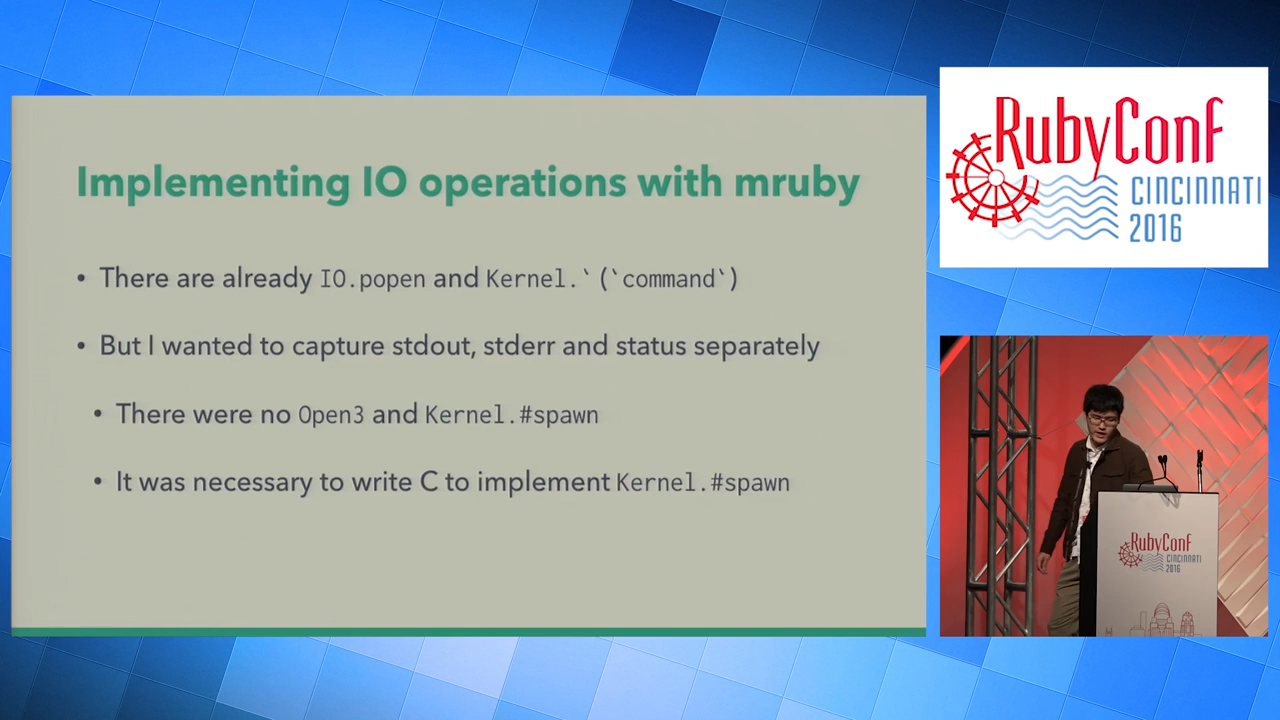 Implementing IO operations with mruby
• There are already IO.popen and Kernel.` (`command`)
• But I wanted to capture stdout, stderr and status separately
• There were no Open3 and Kernel.#spawn
• It was necessary to write C to implement Kernel.#spawn
RubyConf
CINCINNATI
2016
RubyConf
CINCINNATI
2016